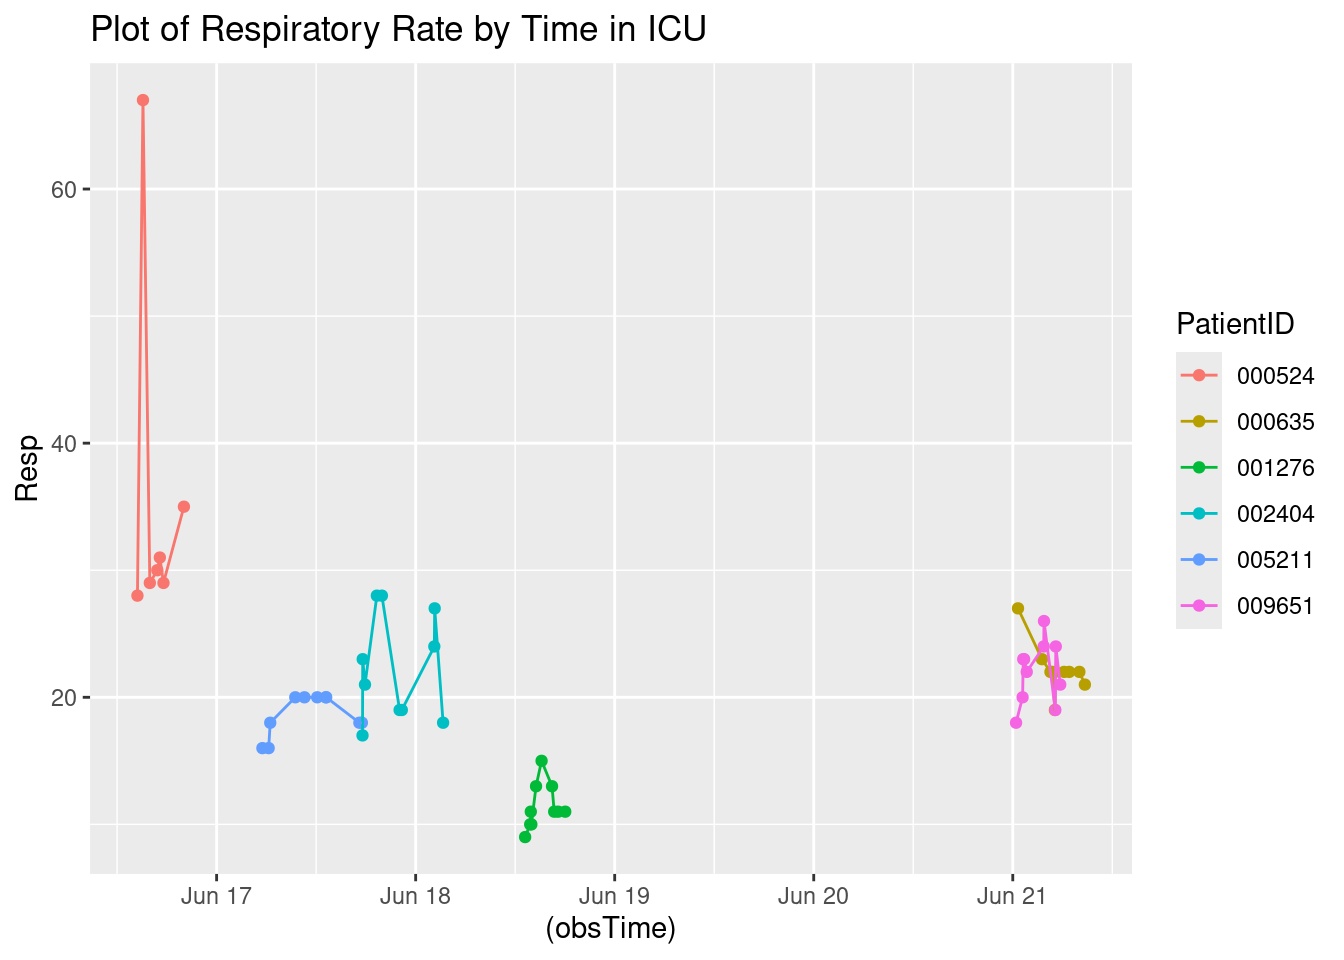 Plot of Respiratory Rate by Time in ICU
60
40
20
Resp
Jun 17
Jun 18
Jun 19
Jun 20
Jun 21
(obsTime)
PatientID
000524
000635
001276
002404
005211
009651